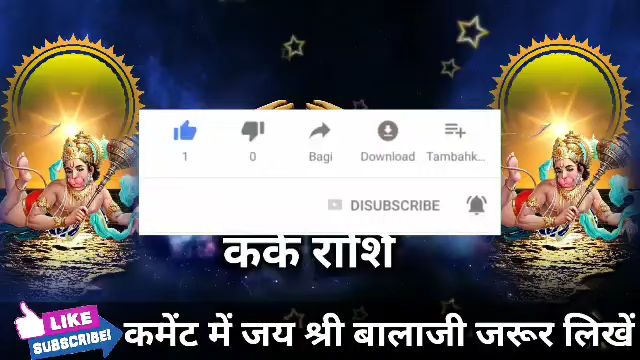 1 0 Bagi Download Tambahk...
DISUBSCRIBE
कर्क राशि
LIKE
SUBSCRIBE!
कमेंट में जय श्री बालाजी जरूर लिखें